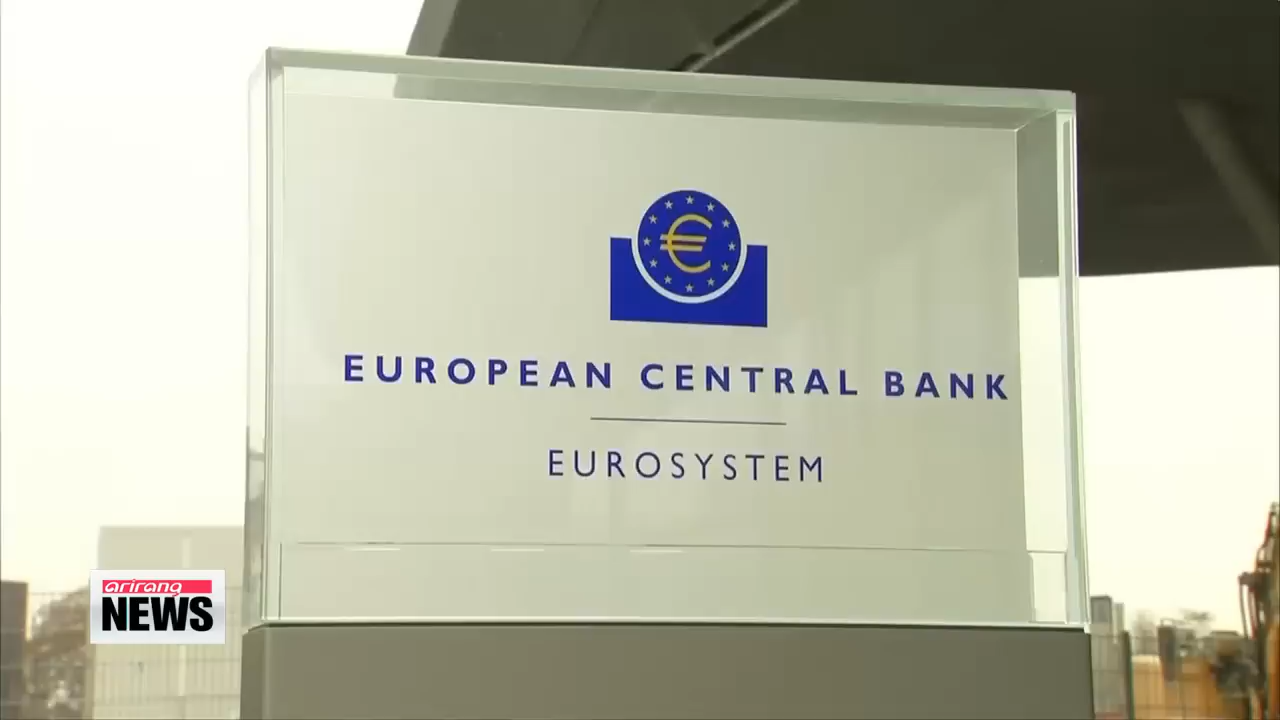 €
EUROPEAN CENTRAL BANK
EUROSYSTEM
arirang
NEWS